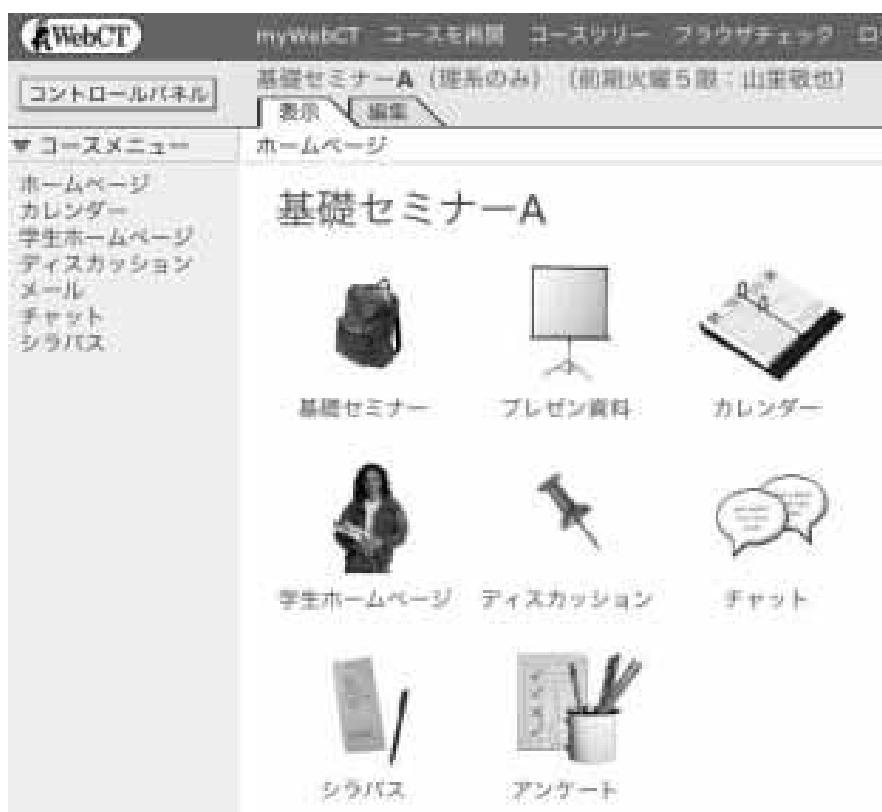 WebCT
myWebCT コースを再開 コースツリー ブラウザチェック ロ
コントロールパネル
基礎セミナーA (理系のみ) (前期火曜5限:山里敬也)
表示 編集
▼ コースメニュー
ホームページ
ホームページ
カレンダー
学生ホームページ
ディスカッション
メール
チャット
シラバス
基礎セミナーA
基礎セミナー プレゼン資料 カレンダー
学生ホームページ ディスカッション チャット
シラバス アンケート